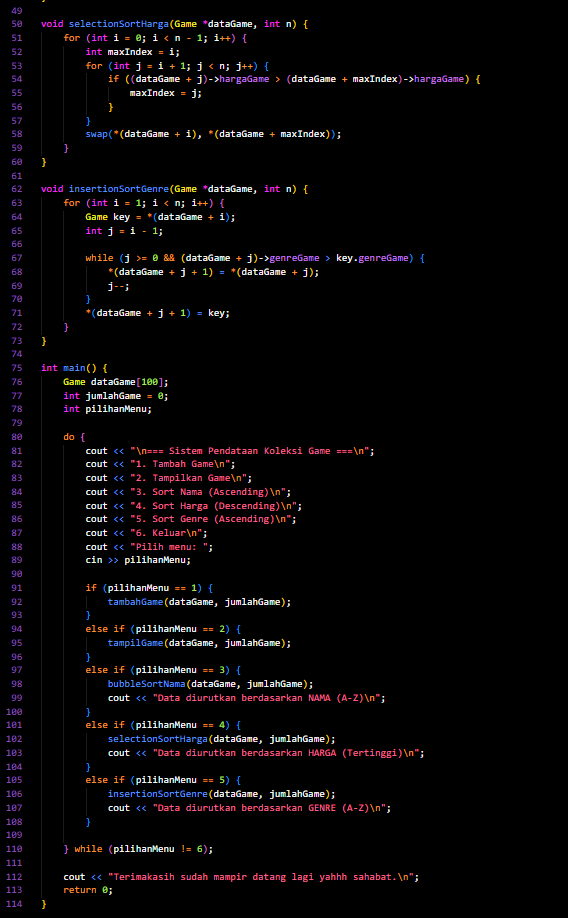 49
50 void selectionSortHarga(Game *dataGame, int n) {
51     for (int i = 0; i < n - 1; i++) {
52         int maxIndex = i;
53         for (int j = i + 1; j < n; j++) {
54             if ((dataGame + j)->hargaGame > (dataGame + maxIndex)->hargaGame) {
55                 maxIndex = j;
56             }
57         }
58         swap(*(dataGame + i), *(dataGame + maxIndex));
59     }
60 }
61
62 void insertionSortGenre(Game *dataGame, int n) {
63     for (int i = 1; i < n; i++) {
64         Game key = *(dataGame + i);
65         int j = i - 1;
66
67         while (j >= 0 && (dataGame + j)->genreGame > key.genreGame) {
68             *(dataGame + j + 1) = *(dataGame + j);
69             j--;
70         }
71         *(dataGame + j + 1) = key;
72     }
73 }
74
75 int main() {
76     Game dataGame[100];
77     int jumlahGame = 0;
78     int pilihanMenu;
79
80     do {
81         cout << "\n=== Sistem Pendataan Koleksi Game ===\n";
82         cout << "1. Tambah Game\n";
83         cout << "2. Tampilkan Game\n";
84         cout << "3. Sort Nama (Ascending)\n";
85         cout << "4. Sort Harga (Descending)\n";
86         cout << "5. Sort Genre (Ascending)\n";
87         cout << "6. Keluar\n";
88         cout << "Pilih menu: ";
89         cin >> pilihanMenu;
90
91         if (pilihanMenu == 1) {
92             tambahGame(dataGame, jumlahGame);
93         }
94         else if (pilihanMenu == 2) {
95             tampilGame(dataGame, jumlahGame);
96         }
97         else if (pilihanMenu == 3) {
98             bubbleSortNama(dataGame, jumlahGame);
99             cout << "Data diurutkan berdasarkan NAMA (A-Z)\n";
100         }
101         else if (pilihanMenu == 4) {
102             selectionSortHarga(dataGame, jumlahGame);
103             cout << "Data diurutkan berdasarkan HARGA (Tertinggi)\n";
104         }
105         else if (pilihanMenu == 5) {
106             insertionSortGenre(dataGame, jumlahGame);
107             cout << "Data diurutkan berdasarkan GENRE (A-Z)\n";
108         }
109
110     } while (pilihanMenu != 6);
111
112     cout << "Terimakasih sudah mampir datang lagi yahhh sahabat.\n";
113     return 0;
114 }